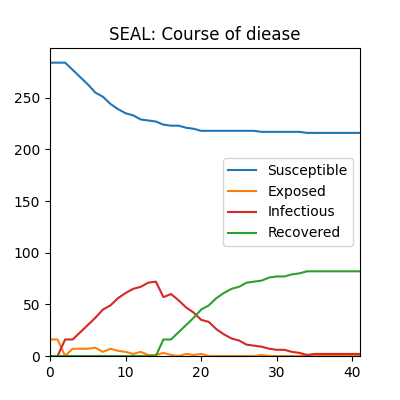 SEAL: Course of diease
250
200
150
100
50
0
Susceptible
Exposed
Infectious
Recovered
0 10 20 30 40